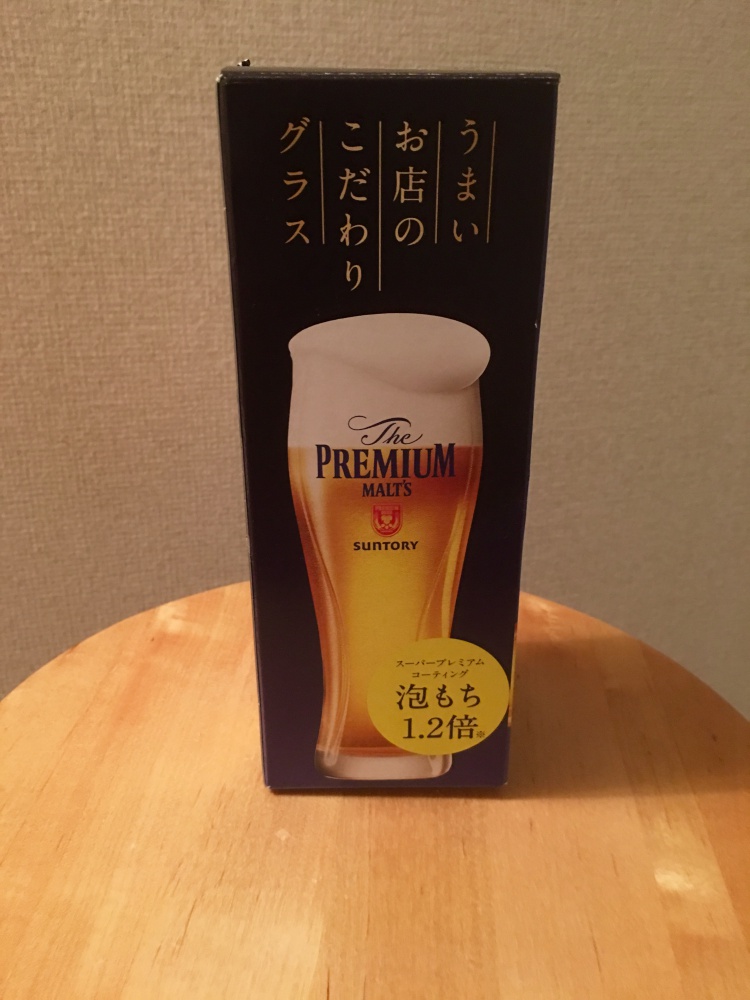 うまい
お店の
こだわり
グラス
The
PREMIUM
MALT'S
SUNTORY
スーパープレミアム
コーティング
泡もち
1.2倍※